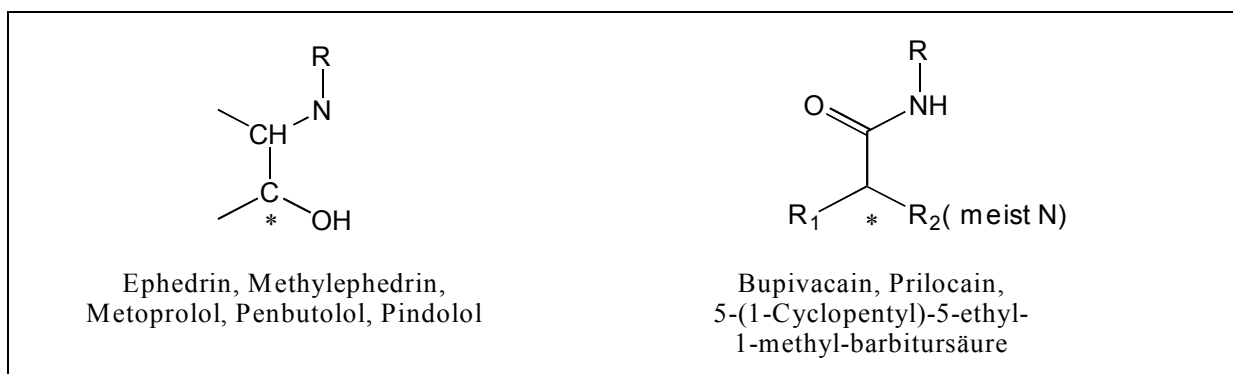 R
N
CH
C
*
OH
R
O
NH
R1
*
R2( meist N)
Ephedrin, Methylephedrin,
Metoprolol, Penbutolol, Pindolol
Bupivacain, Prilocain,
5-(1-Cyclopentyl)-5-ethyl-
1-methyl-barbitursäure